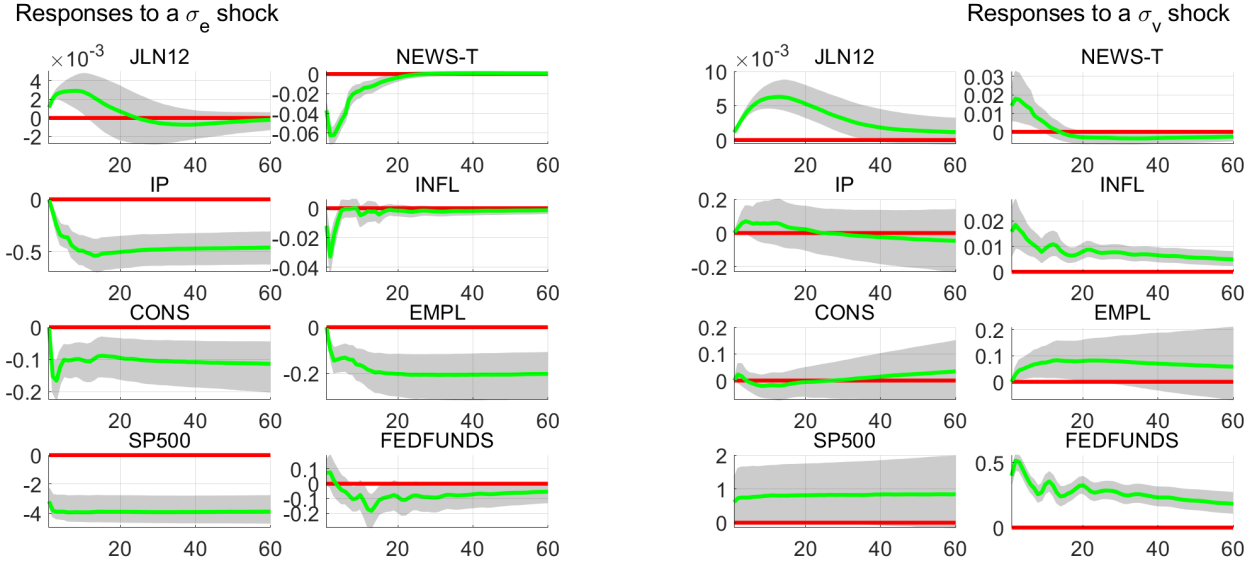 Responses to a σe shock
Responses to a σv shock
×10-3
JLN12
NEWS-T
×10-3
JLN12
NEWS-T
4
2
0
-2
0
-0.02
-0.04
-0.06
10
5
0
0.03
0.02
0.01
0
20 40 60
20 40 60
20 40 60
20 40 60
IP
INFL
IP
INFL
0
-0.5
0
-0.02
-0.04
0.2
0
-0.2
0.02
0.01
0
20 40 60
20 40 60
20 40 60
20 40 60
CONS
EMPL
CONS
EMPL
0
-0.1
-0.2
0
-0.2
0.2
0.1
0
0.2
0.1
0
20 40 60
20 40 60
20 40 60
20 40 60
SP500
FEDFUNDS
SP500
FEDFUNDS
0
-2
-4
0.1
0
-0.1
-0.2
2
1
0
0.5
0
20 40 60
20 40 60
20 40 60
20 40 60